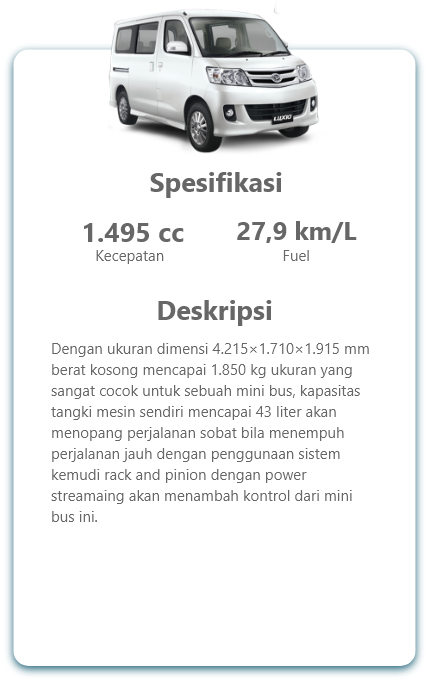 LUXIO
Spesifikasi
1.495 cc
27,9 km/L
Kecepatan
Fuel
Deskripsi
Dengan ukuran dimensi 4.215×1.710×1.915 mm
berat kosong mencapai 1.850 kg ukuran yang
sangat cocok untuk sebuah mini bus, kapasitas
tangki mesin sendiri mencapai 43 liter akan
menopang perjalanan sobat bila menempuh
perjalanan jauh dengan penggunaan sistem
kemudi rack and pinion dengan power
streamaing akan menambah kontrol dari mini
bus ini.